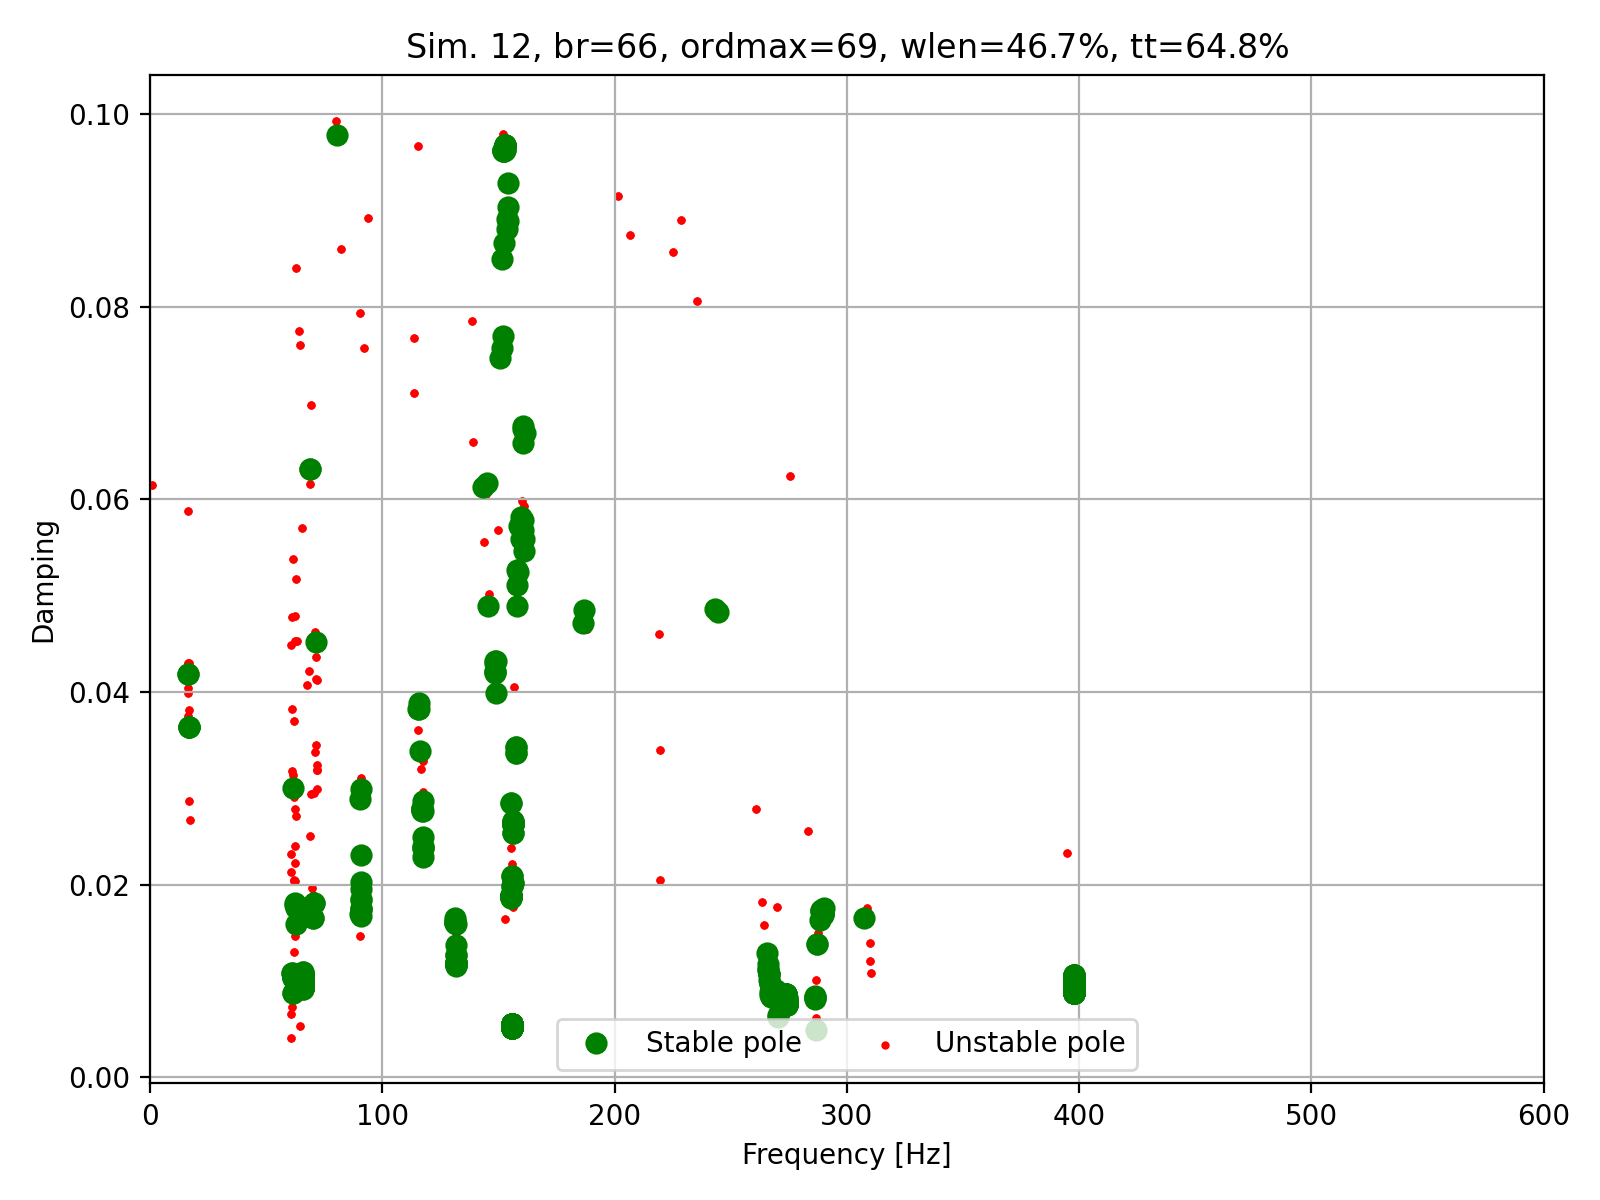 Sim. 12, br=66, ordmax=69, wlen=46.7%, tt=64.8%
0.10
0.08
0.06
0.04
0.02
0.00
Damping
Stable pole
Unstable pole
0
100
200
300
400
500
600
Frequency [Hz]